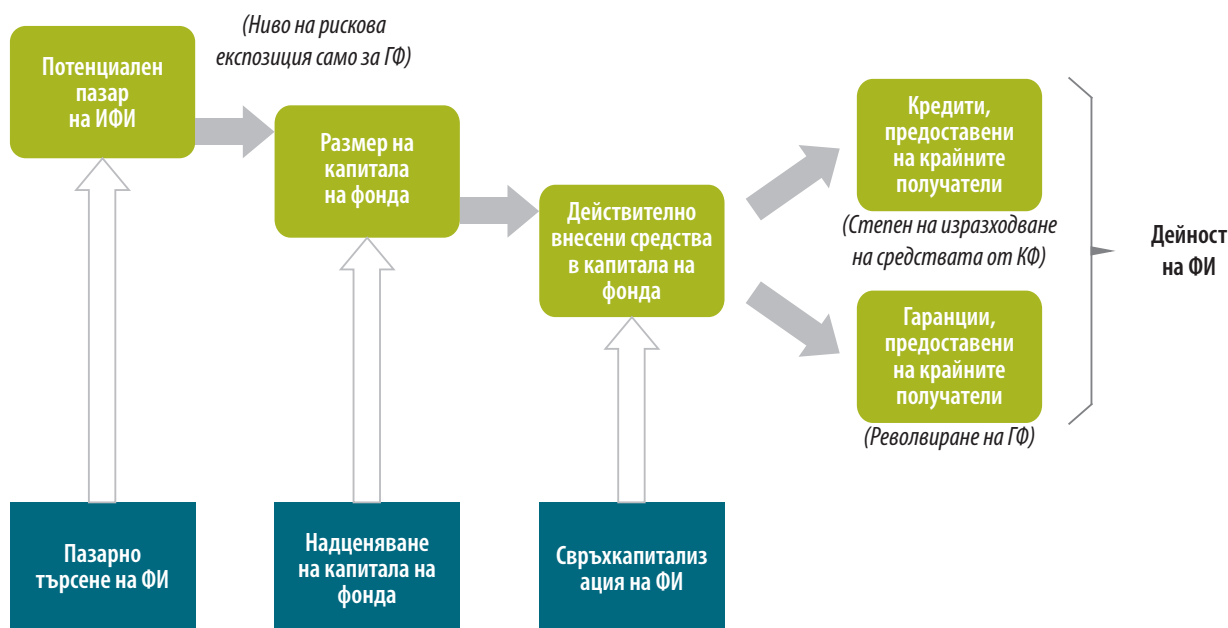 (Ниво на рискова
експозиция само за ГФ)
Потенциален
пазар
на ИФИ
Размер на
капитала
на фонда
Действително
внесени средства
в капитала на
фонда
Кредити,
предоставени
на крайните
получатели
(Степен на изразходване
на средствата от КФ)
Гаранции,
предоставени
на крайните
получатели
(Револвиране на ГФ)
Дейност
на ФИ
Пазарно
търсене на ФИ
Надценяване
на капитала на
фонда
Свръхкапитализ
ация на ФИ